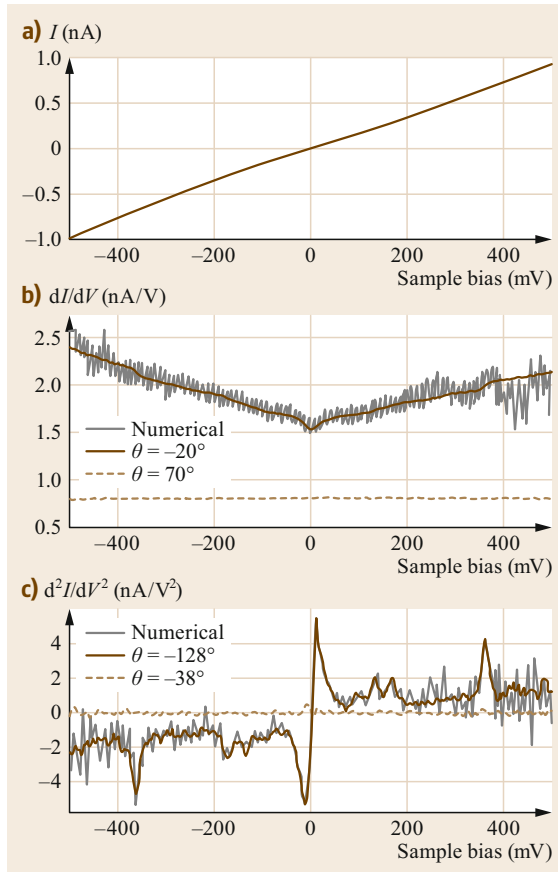 a) I (nA)
1.0
0.5
0
–0.5
–1.0
–400 –200 0 200 400
Sample bias (mV)
b) dI/dV (nA/V)
2.5
2.0
1.5
1.0
0.5
Numerical
θ = –20°
θ = 70°
–400 –200 0 200 400
Sample bias (mV)
c) d²I/dV² (nA/V²)
4
2
0
–2
–4
Numerical
θ = –128°
θ = –38°
–400 –200 0 200 400
Sample bias (mV)